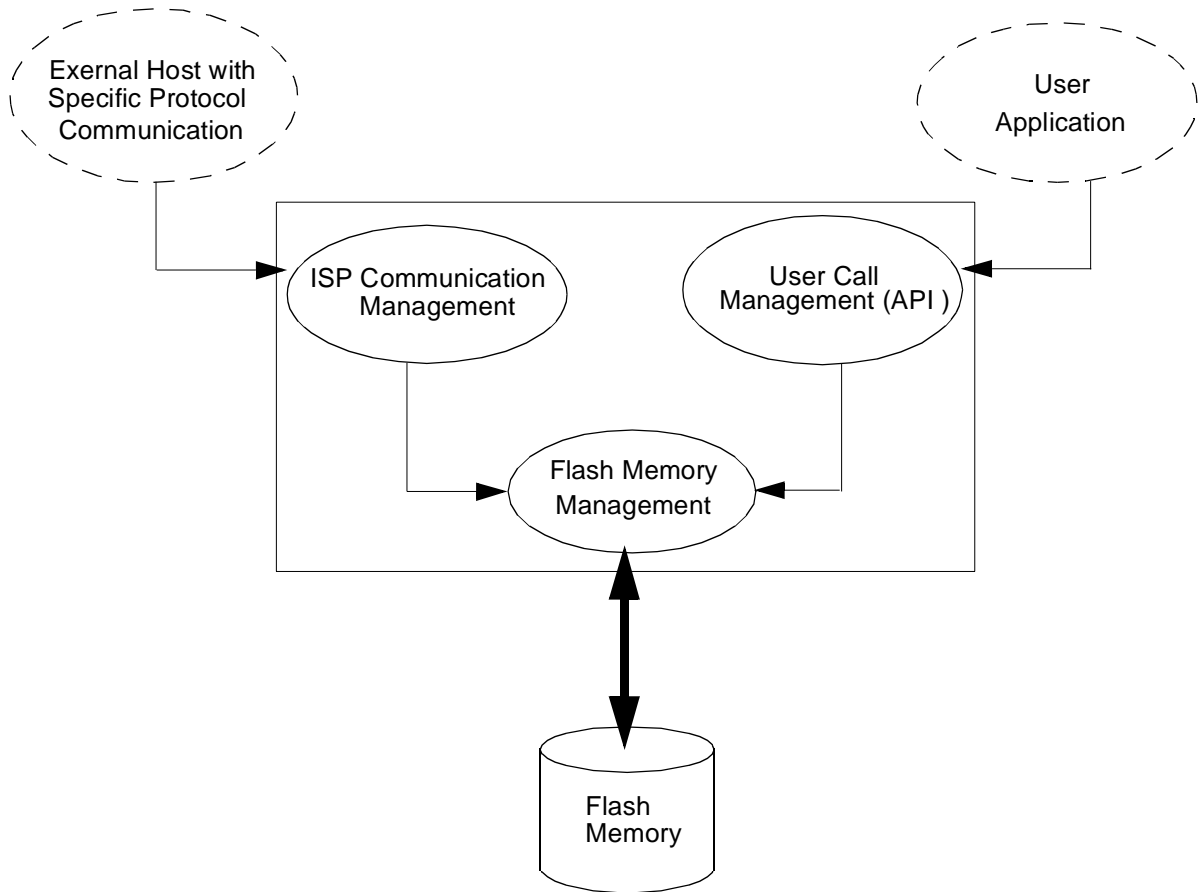 Exernal Host with
Specific Protocol
Communication
User
Application
ISP Communication
Management
User Call
Management (API )
Flash Memory
Management
Flash
Memory